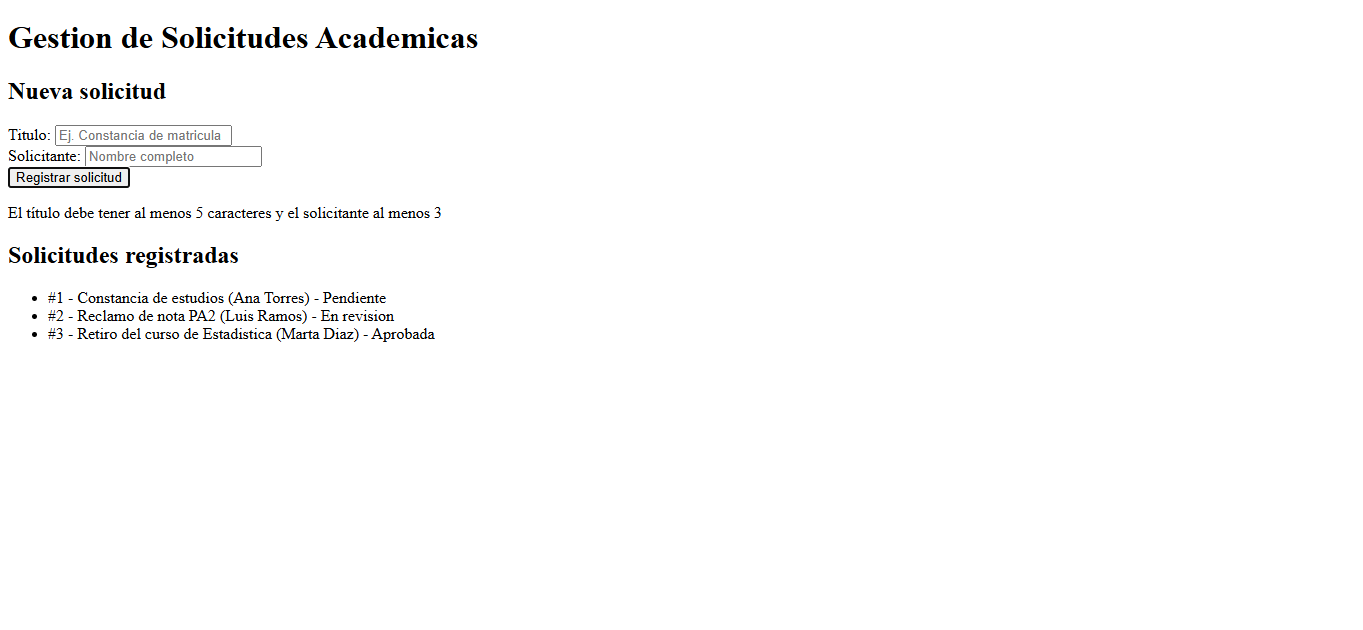 Gestion de Solicitudes Academicas
Nueva solicitud
Titulo: Ej. Constancia de matricula
Solicitante: Nombre completo
Registrar solicitud
El título debe tener al menos 5 caracteres y el solicitante al menos 3
Solicitudes registradas
#1 - Constancia de estudios (Ana Torres) - Pendiente
#2 - Reclamo de nota PA2 (Luis Ramos) - En revision
#3 - Retiro del curso de Estadistica (Marta Diaz) - Aprobada